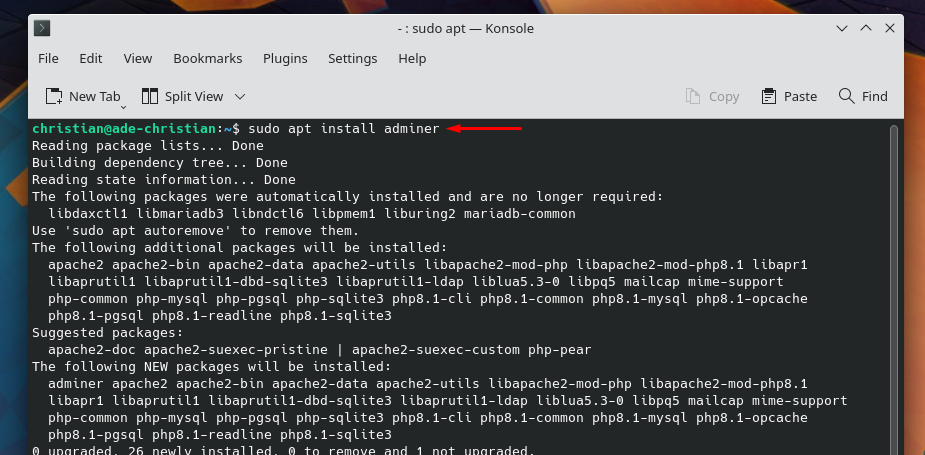 - : sudo apt — Konsole
File Edit View Bookmarks Plugins Settings Help
New Tab Split View Copy Paste Find
christian@ade-christian:~$ sudo apt install adminer
Reading package lists... Done
Building dependency tree... Done
Reading state information... Done
The following packages were automatically installed and are no longer required:
  libdaxctl1 libmariadb3 libndctl6 libpmem1 liburing2 mariadb-common
Use 'sudo apt autoremove' to remove them.
The following additional packages will be installed:
  apache2 apache2-bin apache2-data apache2-utils libapache2-mod-php libapache2-mod-php8.1 libapr1
  libaprutil1 libaprutil1-dbd-sqlite3 libaprutil1-ldap liblua5.3-0 libpq5 mailcap mime-support
  php-common php-mysql php-pgsql php-sqlite3 php8.1-cli php8.1-common php8.1-mysql php8.1-opcache
  php8.1-pgsql php8.1-readline php8.1-sqlite3
Suggested packages:
  apache2-doc apache2-suexec-pristine | apache2-suexec-custom php-pear
The following NEW packages will be installed:
  adminer apache2 apache2-bin apache2-data apache2-utils libapache2-mod-php libapache2-mod-php8.1
  libapr1 libaprutil1 libaprutil1-dbd-sqlite3 libaprutil1-ldap liblua5.3-0 libpq5 mailcap mime-support
  php-common php-mysql php-pgsql php-sqlite3 php8.1-cli php8.1-common php8.1-mysql php8.1-opcache
  php8.1-pgsql php8.1-readline php8.1-sqlite3
0 upgraded, 26 newly installed, 0 to remove and 1 not upgraded.